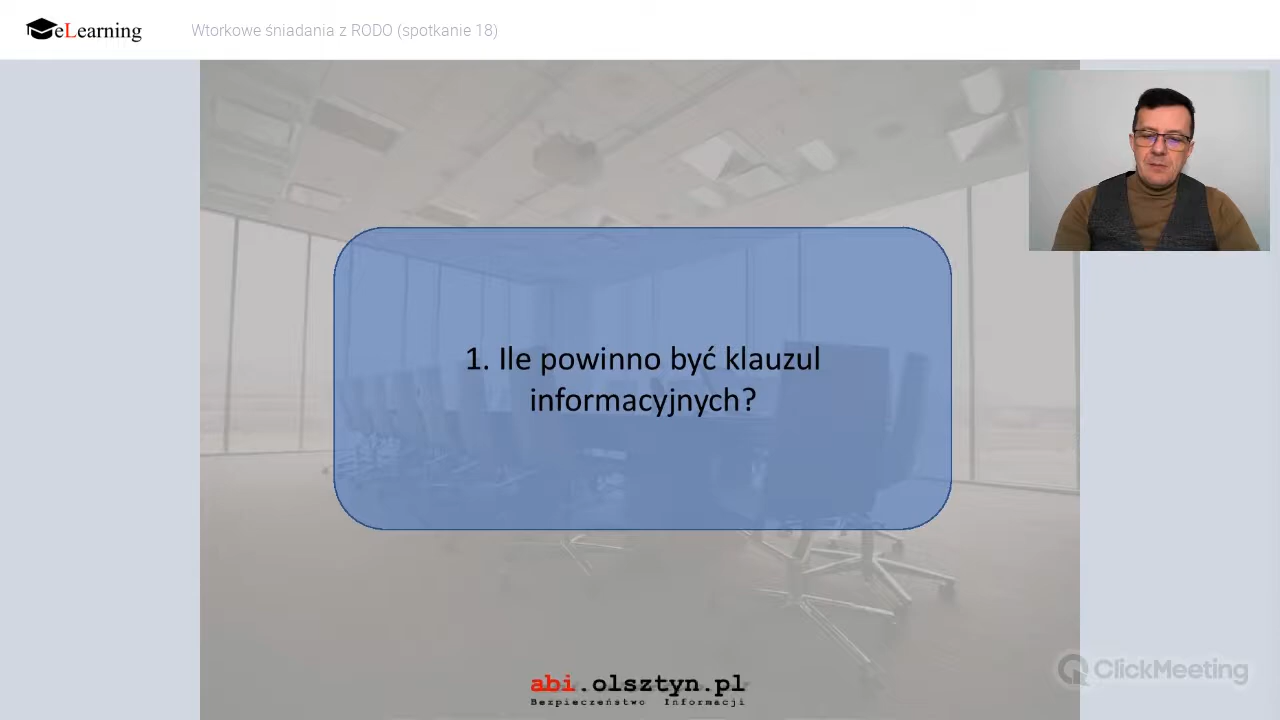 eLearning
Wtorkowe śniadania z RODO (spotkanie 18)
1. Ile powinno być klauzul
informacyjnych?
abi.olsztyn.pl
Bezpieczeństwo Informacji
ClickMeeting